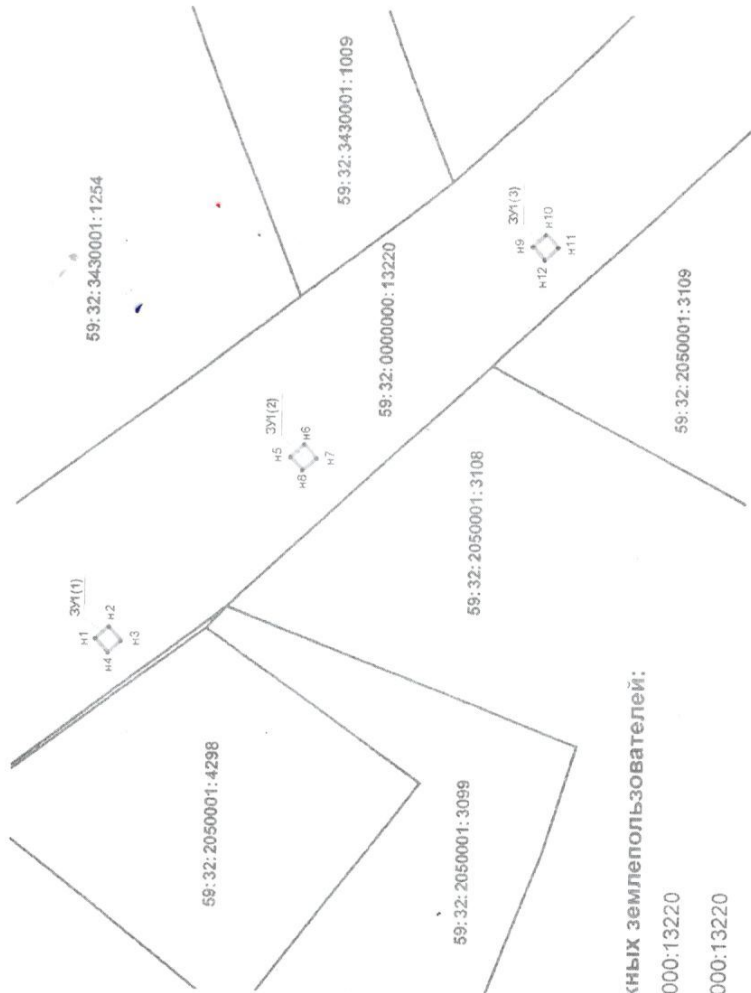 ЗУ1(1)
59:32:3430001:1254
н1
н4
н2
н3
59:32:2050001:4298
ЗУ1(2)
н5
н8
н6
н7
59:32:3430001:1009
59:32:0000000:13220
59:32:2050001:3099
59:32:2050001:3108
ЗУ1(3)
н9
н12
н10
н11
59:32:2050001:3109
землепользователей:
000:13220
000:13220